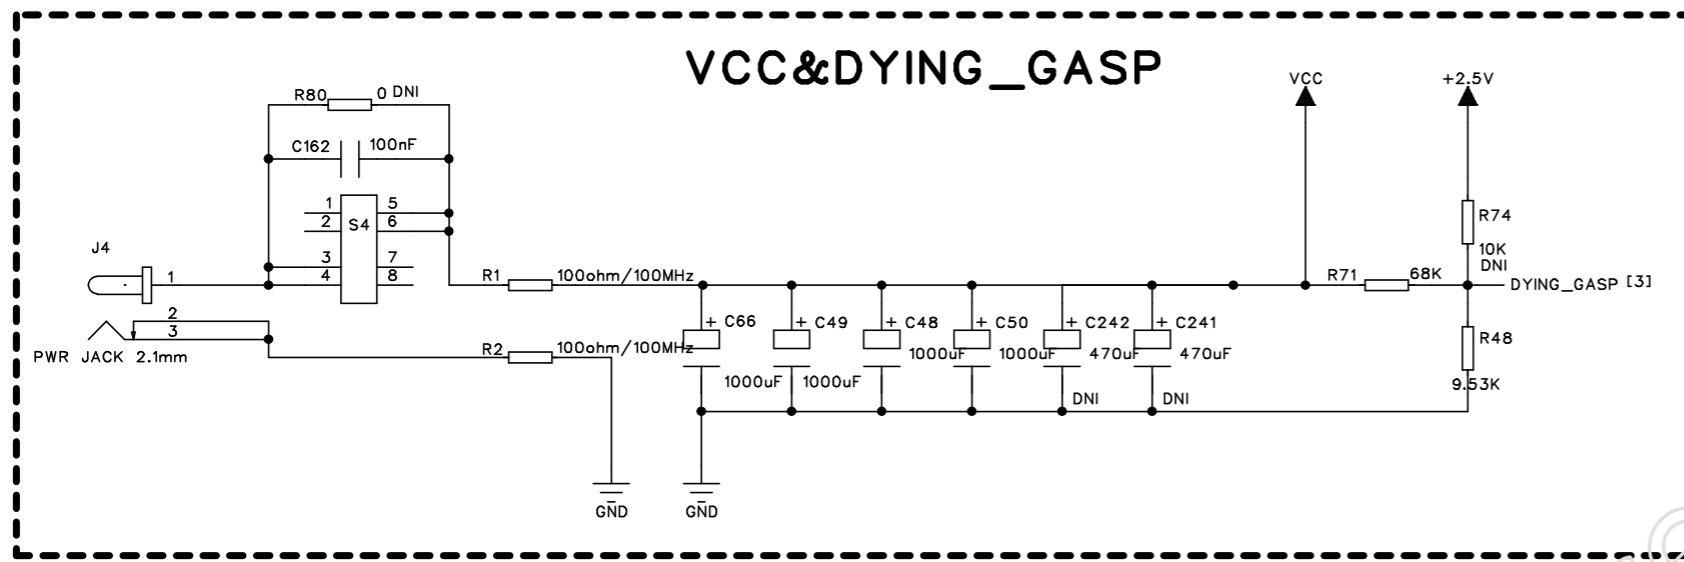 VCC&DYING_GASP
VCC
+2.5V
R80
0 DNI
C162
100nF
1
2
3
4
S4
5
6
7
8
J4
1
2
3
PWR JACK 2.1mm
R1
100ohm/100MHz
R2
100ohm/100MHz
+ C66
1000uF
+ C49
1000uF
+ C48
1000uF
+ C50
1000uF
+ C242
470uF
DNI
+ C241
470uF
DNI
R71
68K
R74
10K
DNI
DYING_GASP [3]
R48
9.53K
GND
GND